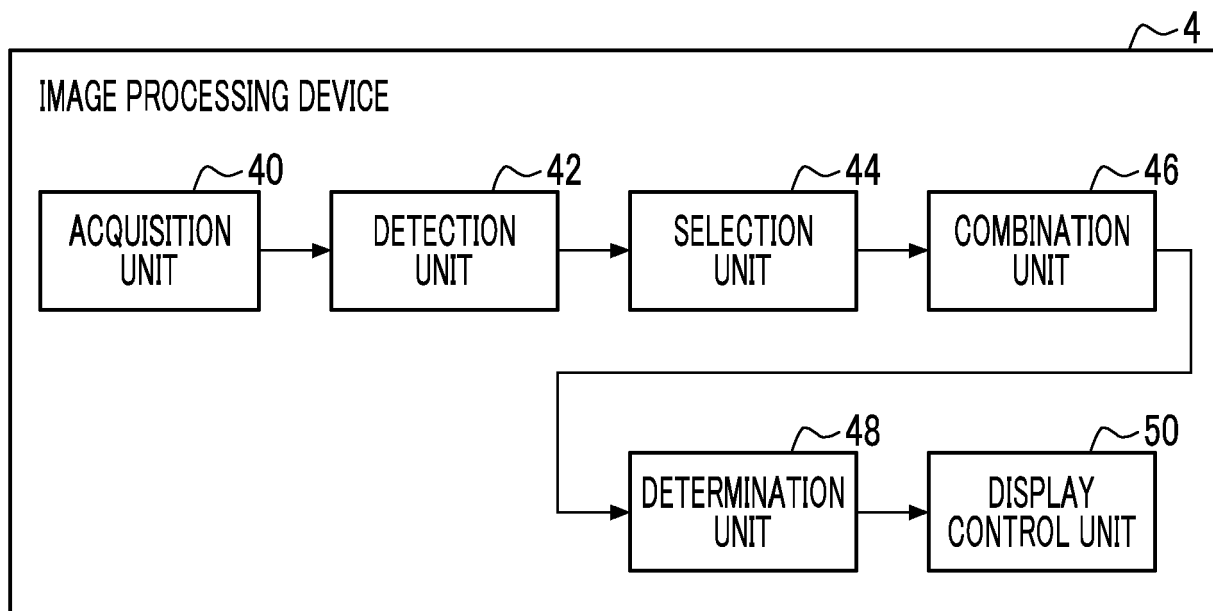 4
IMAGE PROCESSING DEVICE
40
42
44
46
ACQUISITION
UNIT
DETECTION
UNIT
SELECTION
UNIT
COMBINATION
UNIT
48
50
DETERMINATION
UNIT
DISPLAY
CONTROL UNIT